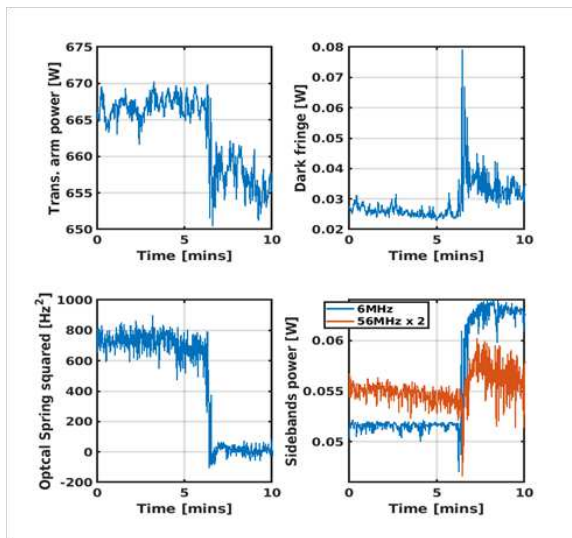 Trans. arm power [W]
675
670
665
660
655
650
0 5 10
Time [mins]
Dark fringe [W]
0.08
0.07
0.06
0.05
0.04
0.03
0.02
0 5 10
Time [mins]
Optcal Spring squared [Hz²]
1000
800
600
400
200
0
-200
0 5 10
Time [mins]
Sidebands power [W]
6MHz
56MHz x 2
0.06
0.055
0.05
0 5 10
Time [mins]